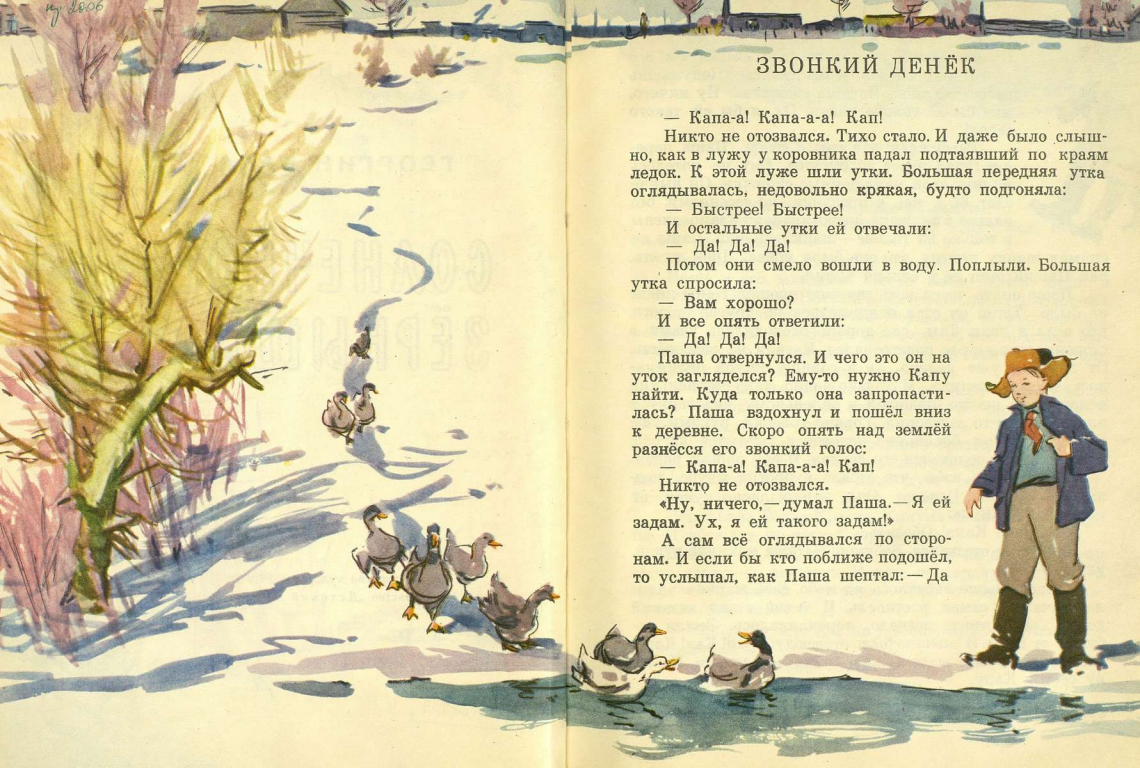 ЗВОНКИЙ ДЕНЁК
— Капа-а! Капа-а-а! Кап!
Никто не отозвался. Тихо стало. И даже было слыш-
но, как в лужу у коровника падал подтаявший по краям
ледок. К этой луже шли утки. Большая передняя утка
оглядывалась, недовольно крякая, будто подгоняла:
— Быстрее! Быстрее!
И остальные утки ей отвечали:
— Да! Да! Да!
Потом они смело вошли в воду. Поплыли. Большая
утка спросила:
— Вам хорошо?
И все опять ответили:
— Да! Да! Да!
Паша отвернулся. И чего это он на
уток загляделся? Ему-то нужно Капу
найти. Куда только она запропасти-
лась? Паша вздохнул и пошёл вниз
к деревне. Скоро опять над землёй
разнёсся его звонкий голос:
— Капа-а! Капа-а-а! Кап!
Никто не отозвался.
«Ну, ничего,— думал Паша.— Я ей
задам. Ух, я ей такого задам!»
А сам всё оглядывался по сторо-
нам. И если бы кто поближе подошёл,
то услышал, как Паша шептал: — Да